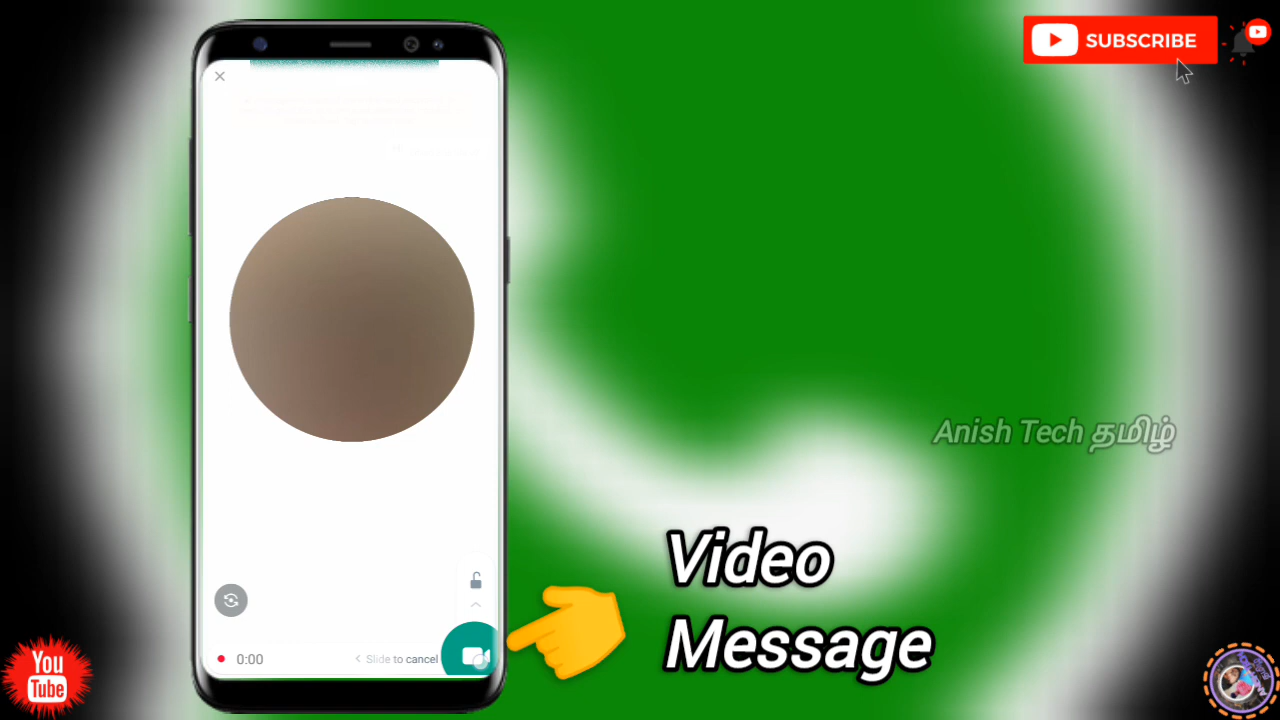 SUBSCRIBE
Anish Tech தமிழ்
Video
Message
0:00
Slide to cancel
You
Tube